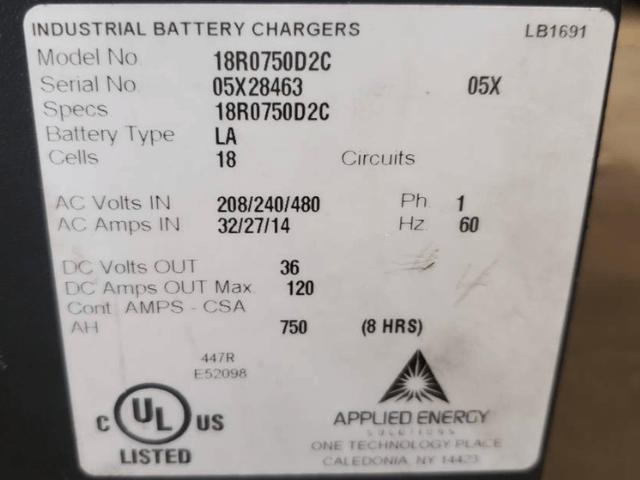 INDUSTRIAL BATTERY CHARGERS LB1691
Model No 18R0750D2C
Serial No 05X28463 05X
Specs 18R0750D2C
Battery Type LA
Cells 18 Circuits
AC Volts IN 208/240/480 Ph. 1
AC Amps IN 32/27/14 Hz. 60
DC Volts OUT 36
DC Amps OUT Max. 120
Cont. AMPS - CSA
AH 750 (8 HRS)
447R
E52098
C UL US
LISTED
APPLIED ENERGY
SOLUTIONS
ONE TECHNOLOGY PLACE
CALEDONIA, NY 14423